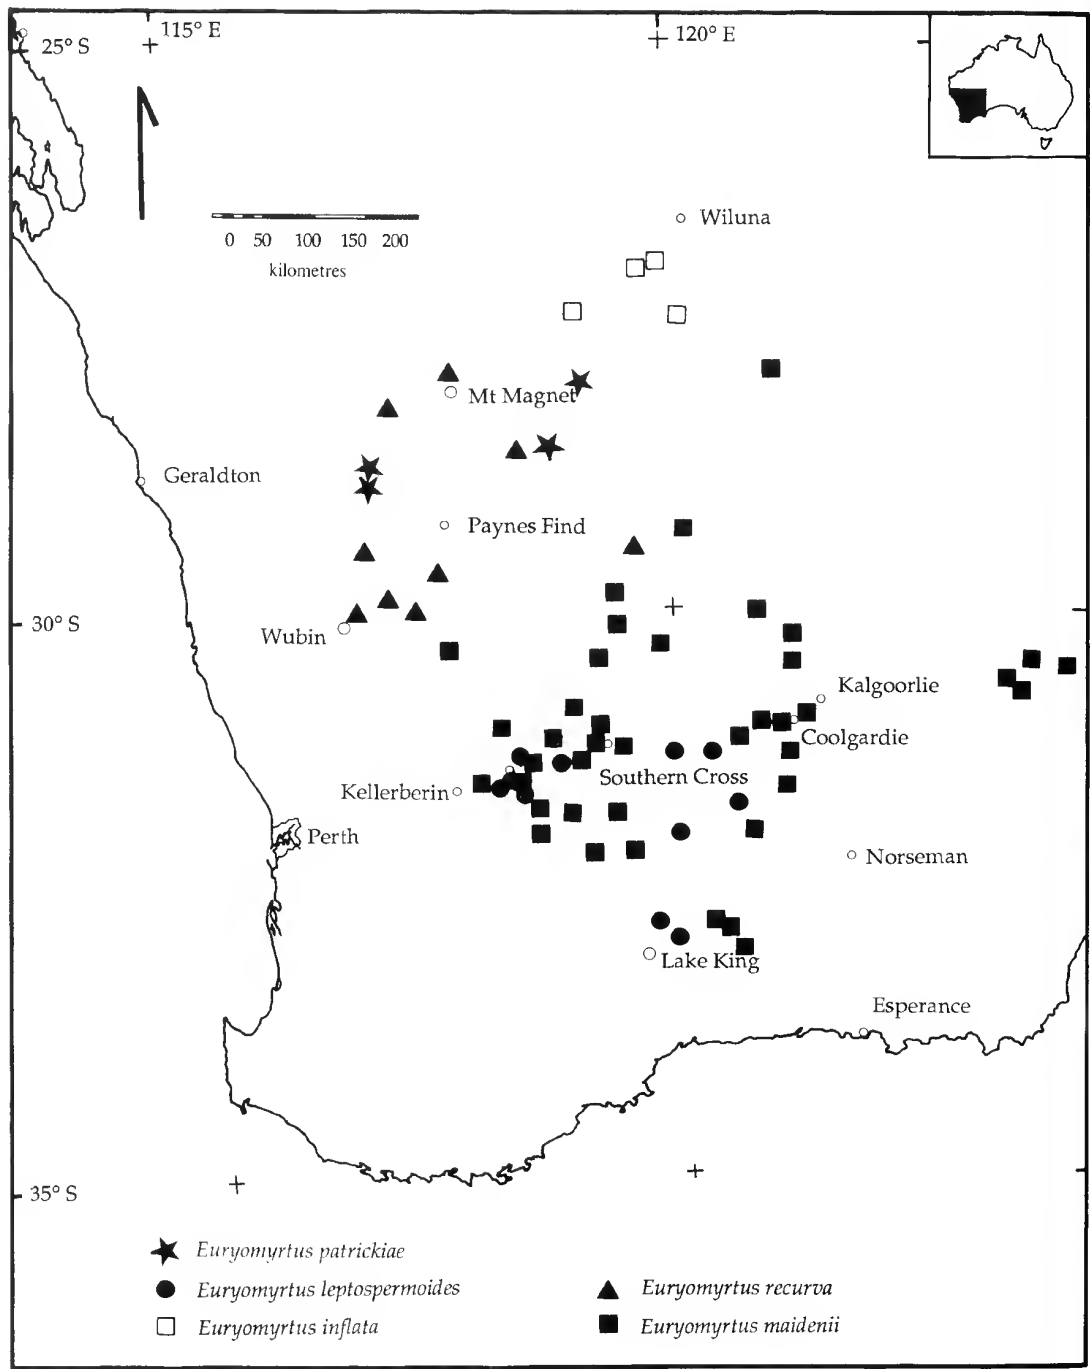 115° E
120° E
25° S
Wiluna
0 50 100 150 200
kilometres
Mt Magnet
Geraldton
Paynes Find
30° S
Wubin
Kalgoorlie
Coolgardie
Southern Cross
Kellerberin
Perth
Norseman
Lake King
Esperance
35° S
Euryomyrtus patrickiae
Euryomyrtus leptospermoides
Euryomyrtus recurva
Euryomyrtus inflata
Euryomyrtus maidenii